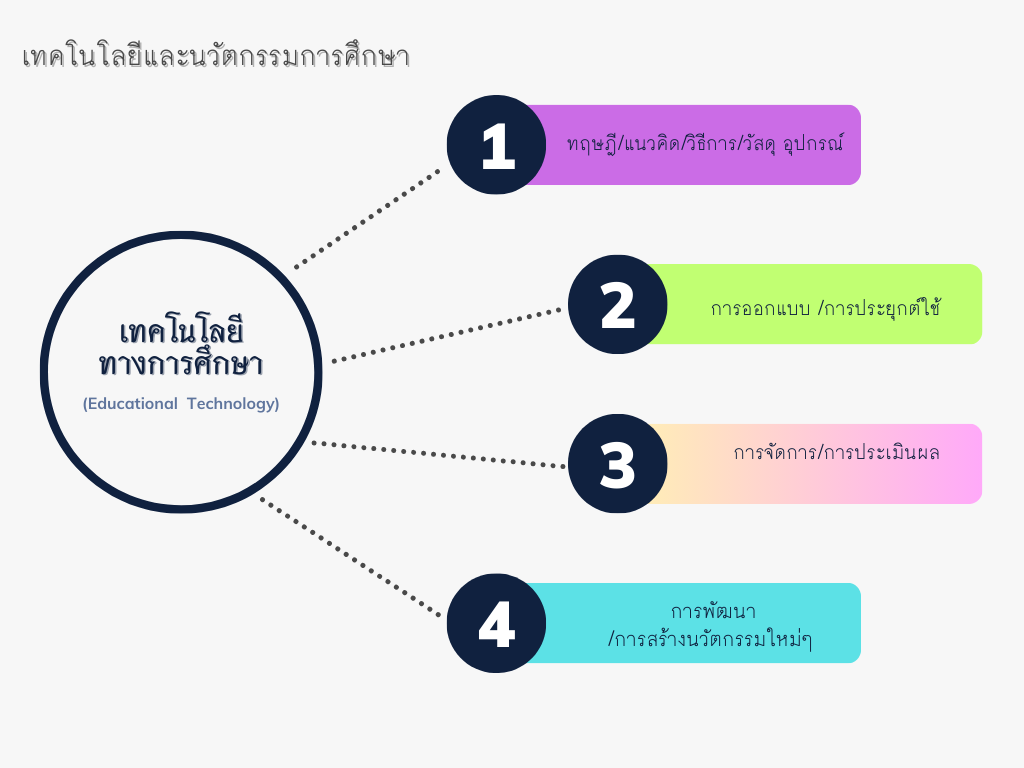 เทคโนโลยีและนวัตกรรมการศึกษา
1
ทฤษฎี/แนวคิด/วิธีการ/วัสดุ อุปกรณ์
2
การออกแบบ /การประยุกต์ใช้
เทคโนโลยี
ทางการศึกษา
(Educational Technology)
3
การจัดการ/การประเมินผล
4
การพัฒนา
/การสร้างนวัตกรรมใหม่ๆ